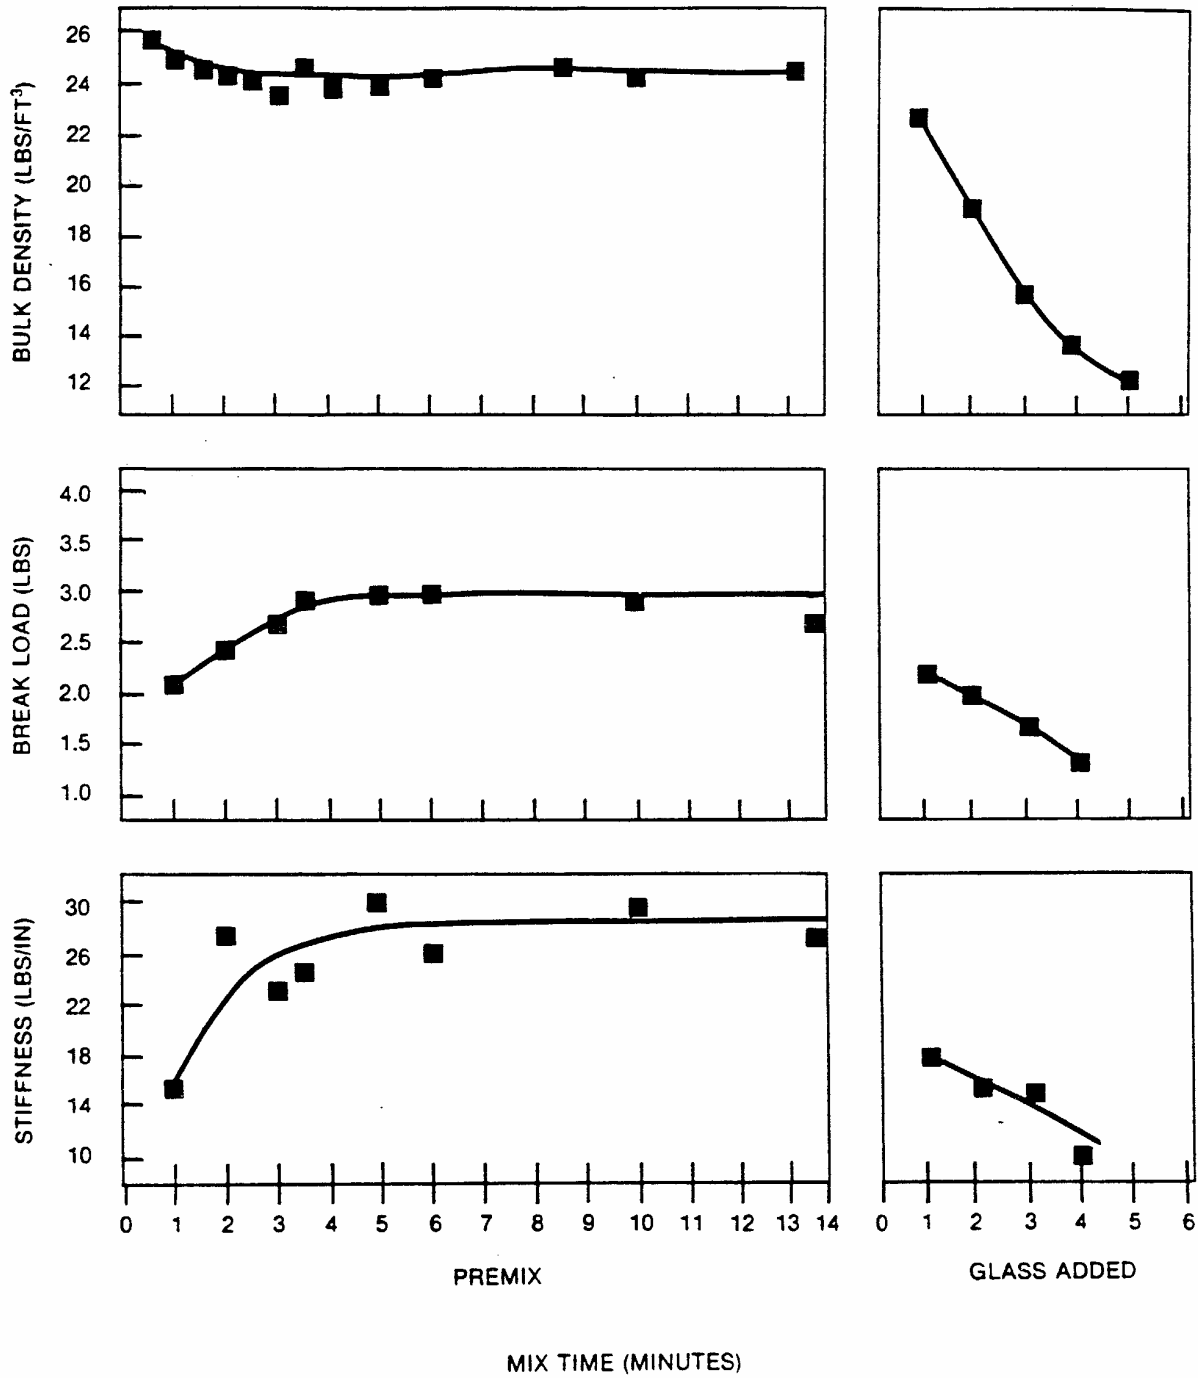 BULK DENSITY (LBS/FT³)
26
24
22
20
18
16
14
12
BREAK LOAD (LBS)
4.0
3.5
3.0
2.5
2.0
1.5
1.0
STIFFNESS (LBS/IN)
30
26
22
18
14
10
0 1 2 3 4 5 6 7 8 9 10 11 12 13 14
0 1 2 3 4 5 6
PREMIX
GLASS ADDED
MIX TIME (MINUTES)